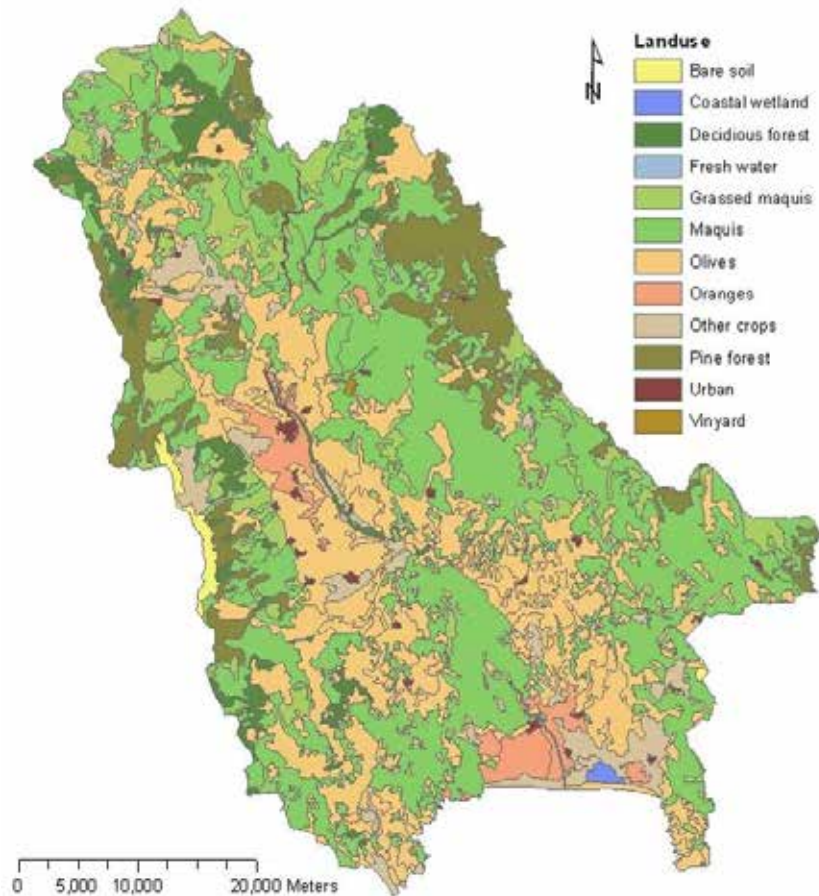 Landuse
N
Bare soil
Coastal wetland
Decidious forest
Fresh water
Grassed maquis
Maquis
Olives
Oranges
Other crops
Pine forest
Urban
Vinyard
0 5,000 10,000 20,000 Meters